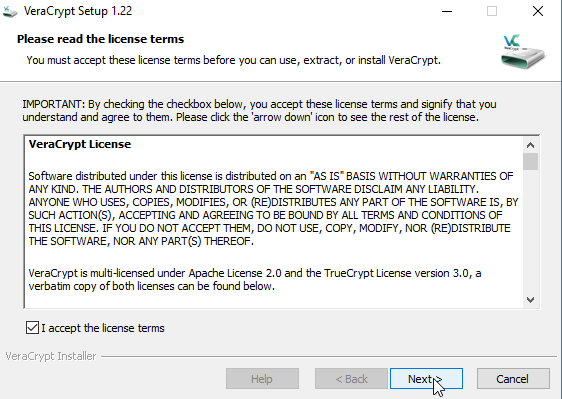 VeraCrypt Setup 1.22
Please read the license terms
You must accept these license terms before you can use, extract, or install VeraCrypt.
VC
IMPORTANT: By checking the checkbox below, you accept these license terms and signify that you
understand and agree to them. Please click the 'arrow down' icon to see the rest of the license.
VeraCrypt License
Software distributed under this license is distributed on an "AS IS" BASIS WITHOUT WARRANTIES OF
ANY KIND. THE AUTHORS AND DISTRIBUTORS OF THE SOFTWARE DISCLAIM ANY LIABILITY.
ANYONE WHO USES, COPIES, MODIFIES, OR (RE)DISTRIBUTES ANY PART OF THE SOFTWARE IS, BY
SUCH ACTION(S), ACCEPTING AND AGREEING TO BE BOUND BY ALL TERMS AND CONDITIONS OF
THIS LICENSE. IF YOU DO NOT ACCEPT THEM, DO NOT USE, COPY, MODIFY, NOR (RE)DISTRIBUTE
THE SOFTWARE, NOR ANY PART(S) THEREOF.
VeraCrypt is multi-licensed under Apache License 2.0 and the TrueCrypt License version 3.0, a
verbatim copy of both licenses can be found below.
I accept the license terms
VeraCrypt Installer
Help
< Back
Next >
Cancel